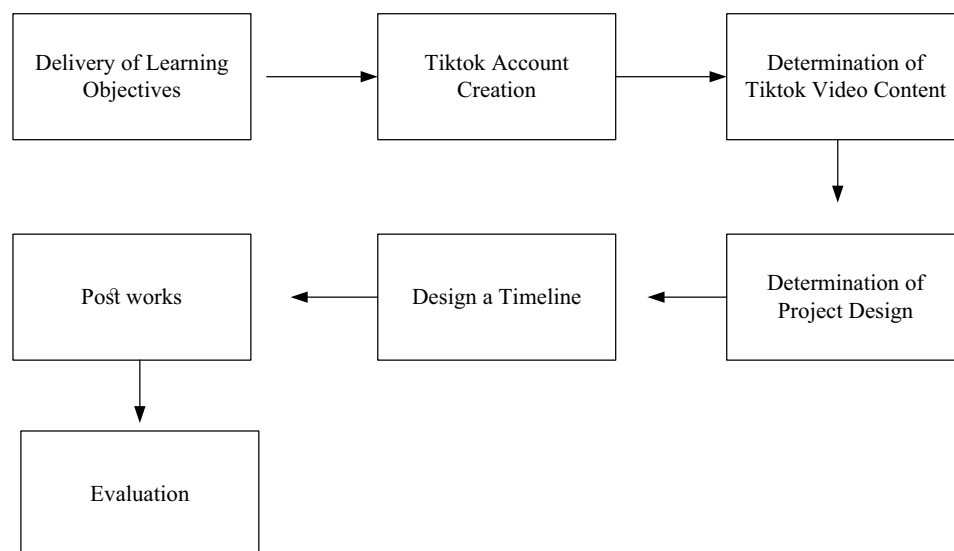 Delivery of Learning
Objectives
Tiktok Account
Creation
Determination of
Tiktok Video Content
Determination of
Project Design
Design a Timeline
Post works
Evaluation